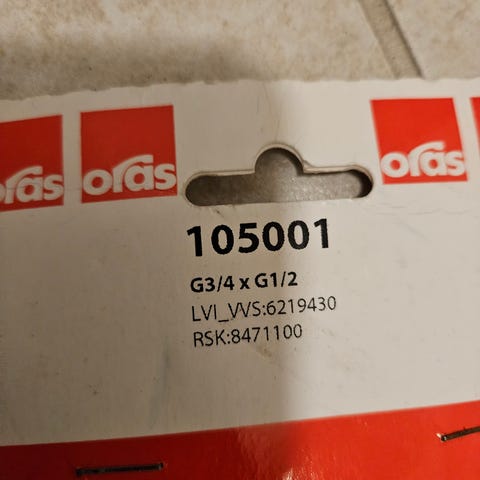 oras oras oras
105001
G3/4 x G1/2
LVI_VVS:6219430
RSK:8471100